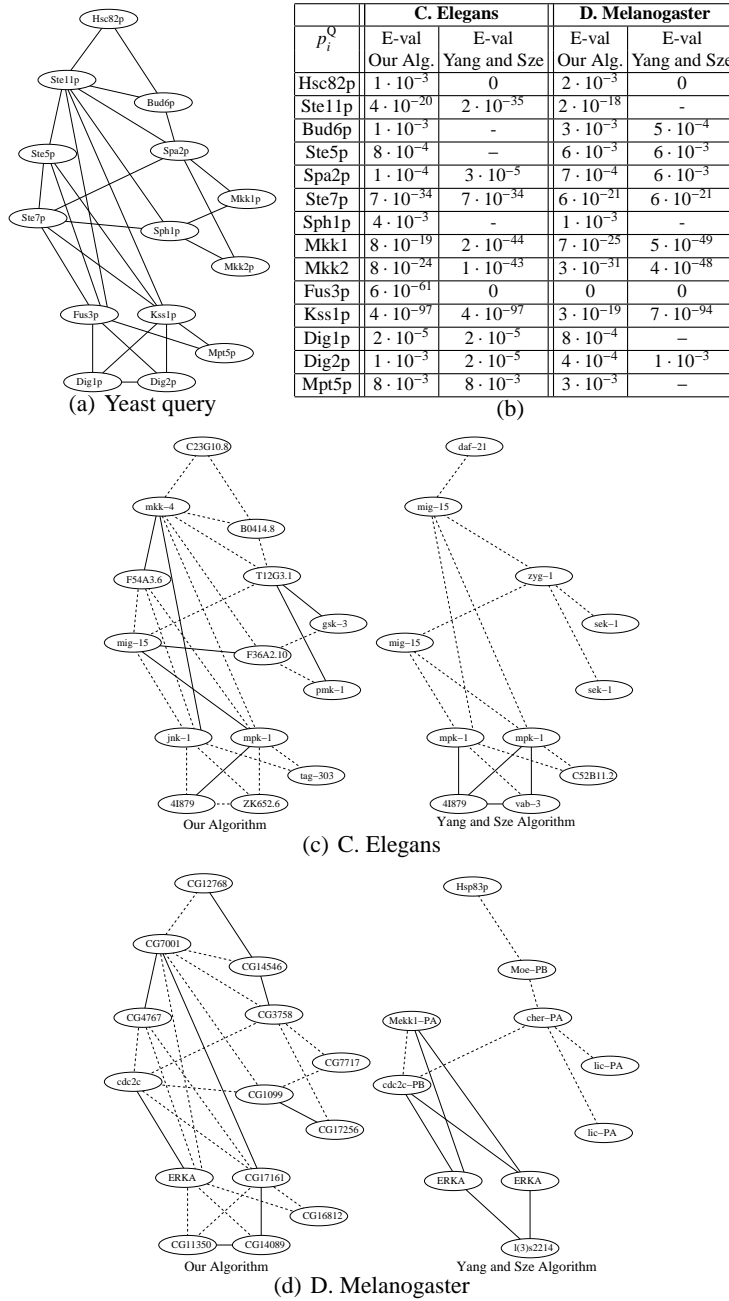 Hsc82p
Ste11p
Bud6p
Ste5p
Spa2p
Mkk1p
Ste7p
Sph1p
Mkk2p
Fus3p
Kss1p
Mpt5p
Dig1p
Dig2p
(a) Yeast query
C. Elegans D. Melanogaster
p_i^Q E-val E-val E-val E-val
Our Alg. Yang and Sze Our Alg. Yang and Sze
Hsc82p 1 · 10^−3 0 2 · 10^−3 0
Ste11p 4 · 10^−20 2 · 10^−35 2 · 10^−18 -
Bud6p 1 · 10^−3 - 3 · 10^−3 5 · 10^−4
Ste5p 8 · 10^−4 – 6 · 10^−3 6 · 10^−3
Spa2p 1 · 10^−4 3 · 10^−5 7 · 10^−4 6 · 10^−3
Ste7p 7 · 10^−34 7 · 10^−34 6 · 10^−21 6 · 10^−21
Sph1p 4 · 10^−3 - 1 · 10^−3 -
Mkk1 8 · 10^−19 2 · 10^−44 7 · 10^−25 5 · 10^−49
Mkk2 8 · 10^−24 1 · 10^−43 3 · 10^−31 4 · 10^−48
Fus3p 6 · 10^−61 0 0 0
Kss1p 4 · 10^−97 4 · 10^−97 3 · 10^−19 7 · 10^−94
Dig1p 2 · 10^−5 2 · 10^−5 8 · 10^−4 –
Dig2p 1 · 10^−3 2 · 10^−5 4 · 10^−4 1 · 10^−3
Mpt5p 8 · 10^−3 8 · 10^−3 3 · 10^−3 –
(b)
C23G10.8
mkk−4
B0414.8
F54A3.6
T12G3.1
gsk−3
mig−15
F36A2.10
pmk−1
jnk−1
mpk−1
tag−303
4I879
ZK652.6
Our Algorithm
daf−21
mig−15
zyg−1
sek−1
mig−15
sek−1
mpk−1
mpk−1
C52B11.2
4I879
vab−3
Yang and Sze Algorithm
(c) C. Elegans
CG12768
CG7001
CG14546
CG4767
CG3758
CG7717
cdc2c
CG1099
CG17256
ERKA
CG17161
CG16812
CG11350
CG14089
Our Algorithm
Hsp83p
Moe−PB
Mekk1−PA
cher−PA
lic−PA
cdc2c−PB
lic−PA
ERKA
ERKA
l(3)s2214
Yang and Sze Algorithm
(d) D. Melanogaster